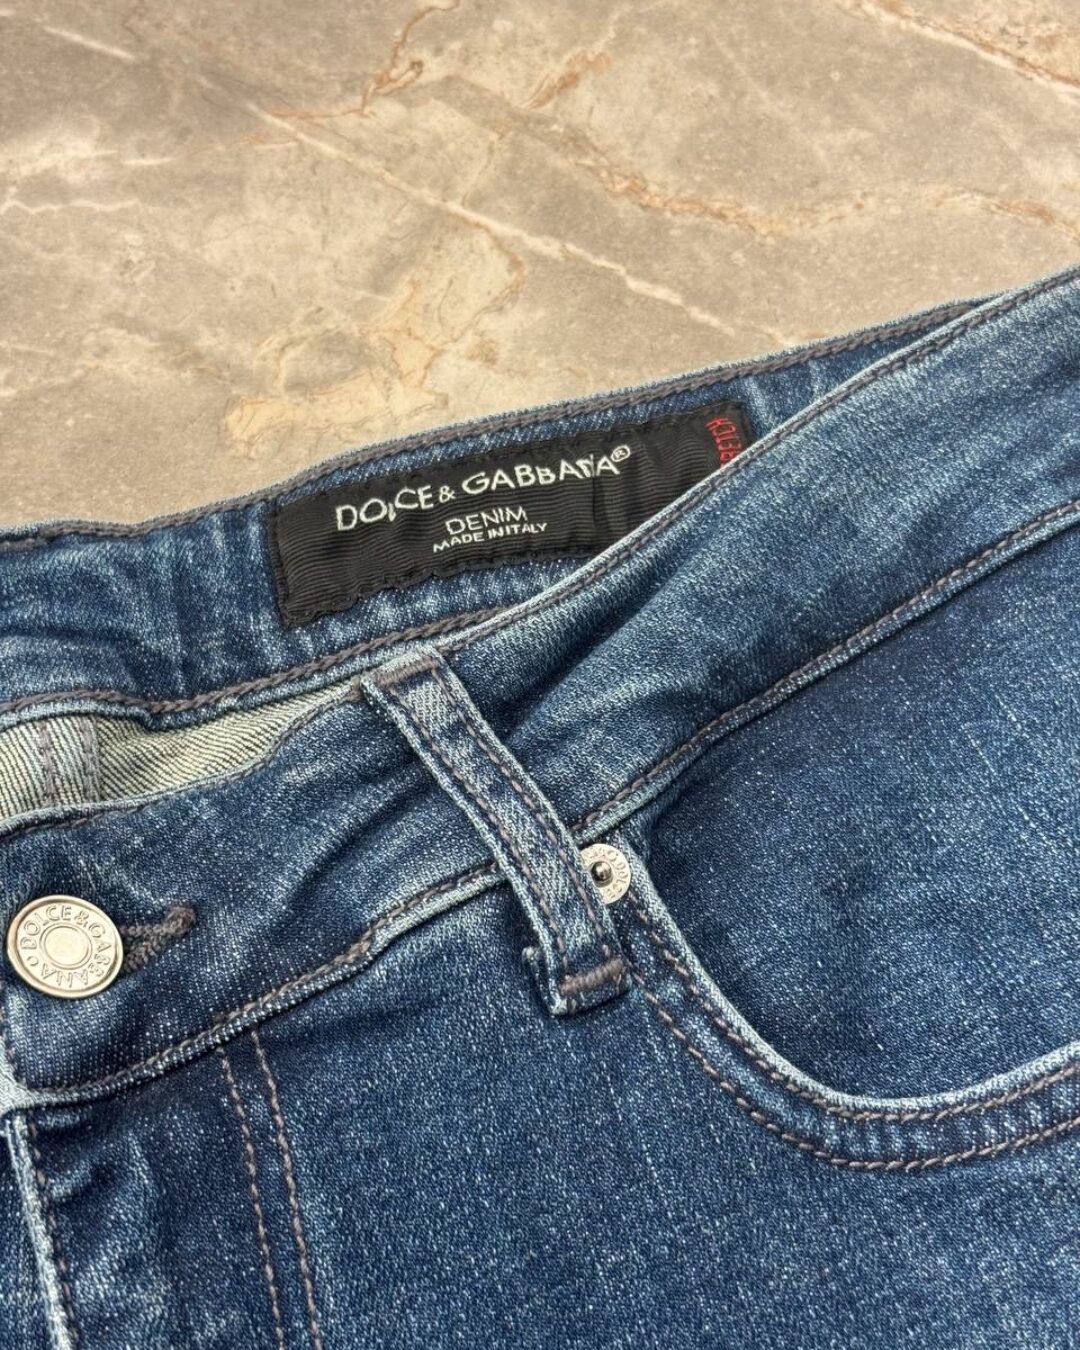 DOLCE & GABBANA®
DENIM
MADE IN ITALY
DOLCE & GABBANA